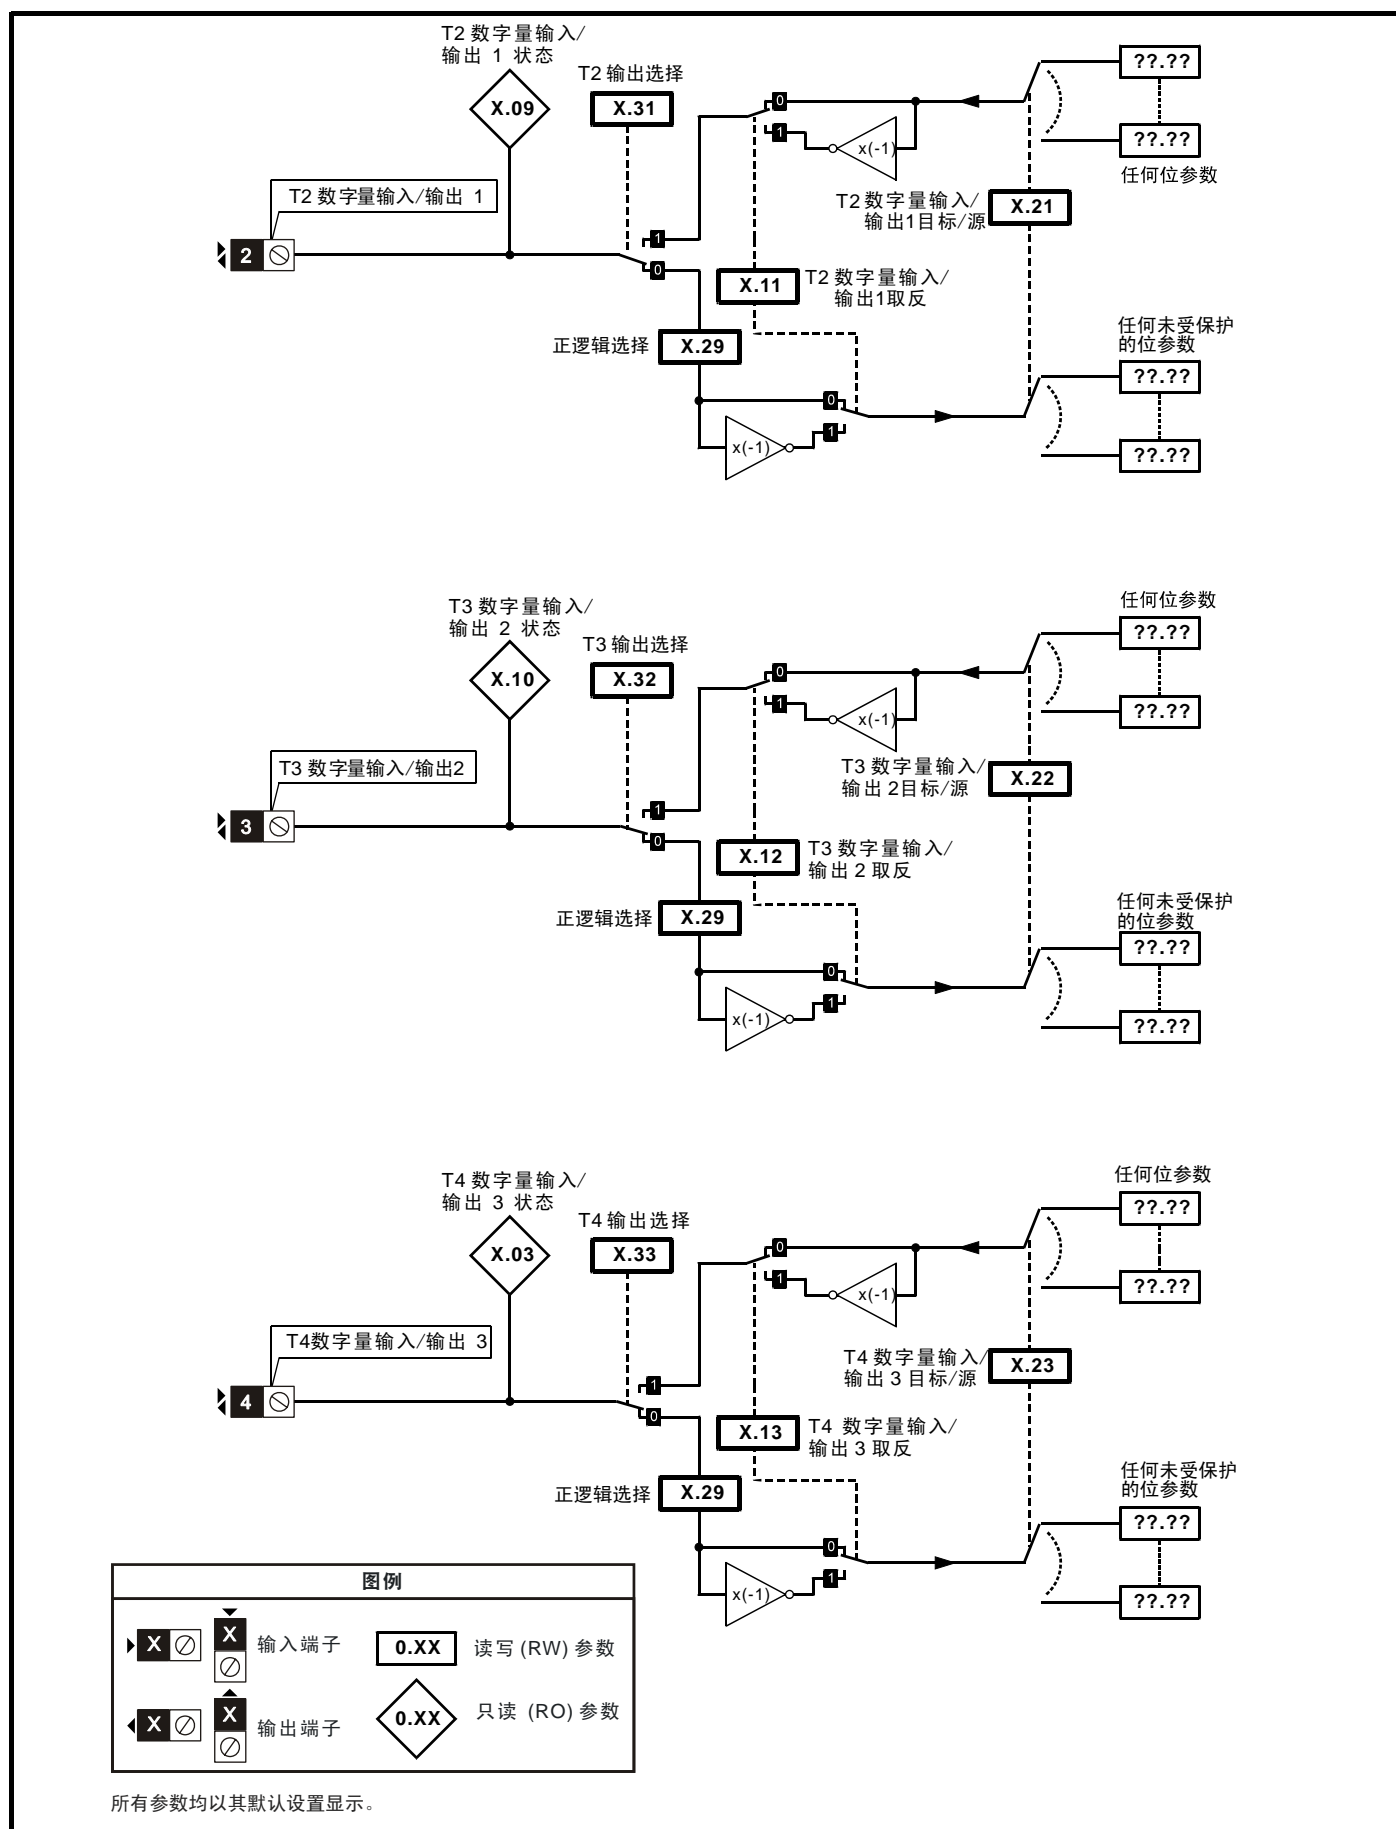 T2 数字量输入/
输出 1 状态
X.09
T2 输出选择
X.31
0
1
x(-1)
??.??
??.??
任何位参数
T2 数字量输入/输出 1
2
T2 数字量输入/
输出1目标/源
X.21
1
0
X.11
T2 数字量输入/
输出1取反
正逻辑选择
X.29
任何未受保护
的位参数
??.??
??.??
0
1
x(-1)
T3 数字量输入/
输出 2 状态
X.10
T3 输出选择
X.32
0
1
x(-1)
任何位参数
??.??
??.??
T3 数字量输入/输出2
3
T3 数字量输入/
输出 2目标/源
X.22
1
0
X.12
T3 数字量输入/
输出 2 取反
正逻辑选择
X.29
任何未受保护
的位参数
??.??
??.??
0
1
x(-1)
T4 数字量输入/
输出 3 状态
X.03
T4 输出选择
X.33
0
1
x(-1)
任何位参数
??.??
??.??
T4数字量输入/输出 3
4
T4 数字量输入/
输出 3 目标/源
X.23
1
0
X.13
T4 数字量输入/
输出 3 取反
正逻辑选择
X.29
任何未受保护
的位参数
??.??
??.??
0
1
x(-1)
图例
X
X
输入端子
0.XX
读写 (RW) 参数
X
X
输出端子
0.XX
只读 (RO) 参数
所有参数均以其默认设置显示。